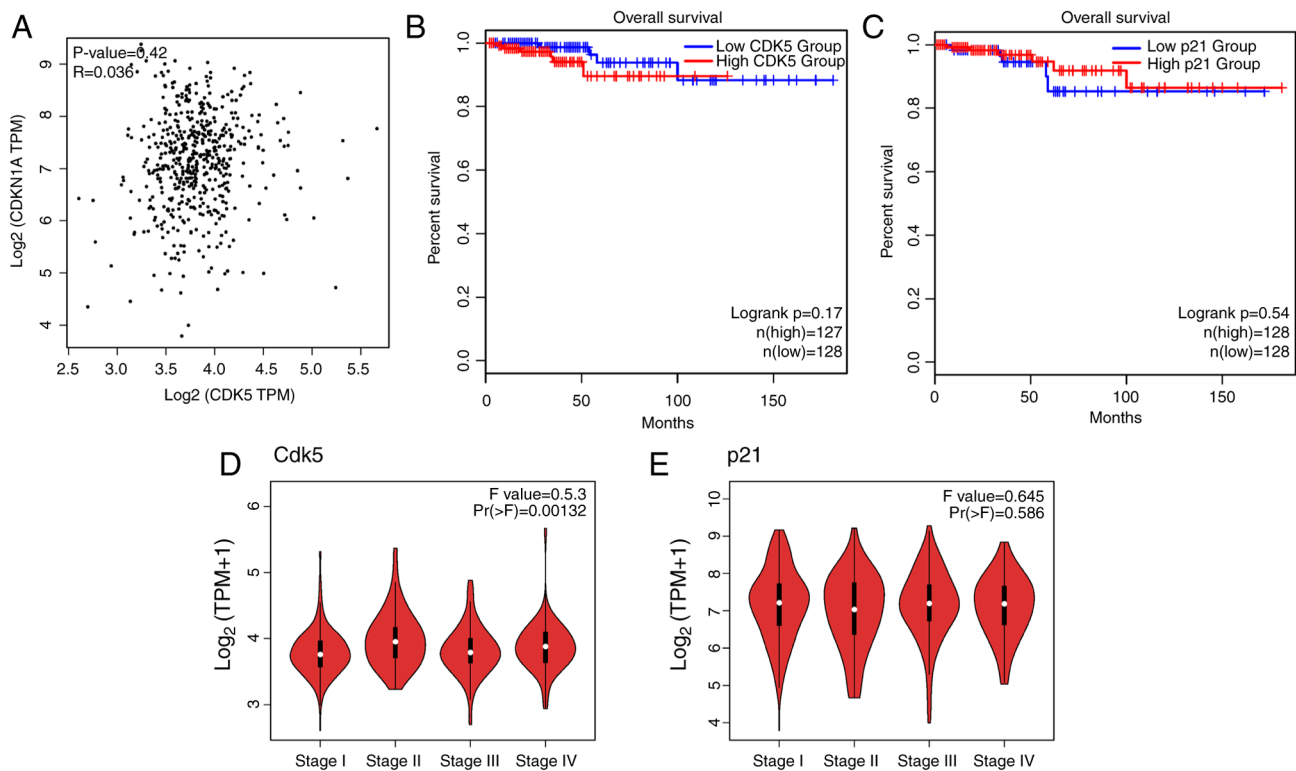 A
P-value=0.42
R=0.036
Log2 (CDKN1A TPM)
9
8
7
6
5
4
2.5 3.0 3.5 4.0 4.5 5.0 5.5
Log2 (CDK5 TPM)
B
Overall survival
Low CDK5 Group
High CDK5 Group
Percent survival
1.0
0.8
0.6
0.4
0.2
0.0
Logrank p=0.17
n(high)=127
n(low)=128
0 50 100 150
Months
C
Overall survival
Low p21 Group
High p21 Group
Percent survival
1.0
0.8
0.6
0.4
0.2
0.0
Logrank p=0.54
n(high)=128
n(low)=128
0 50 100 150
Months
D Cdk5
F value=0.5.3
Pr(>F)=0.00132
Log2 (TPM+1)
6
5
4
3
Stage I Stage II Stage III Stage IV
E p21
F value=0.645
Pr(>F)=0.586
Log2 (TPM+1)
10
9
8
7
6
5
4
Stage I Stage II Stage III Stage IV